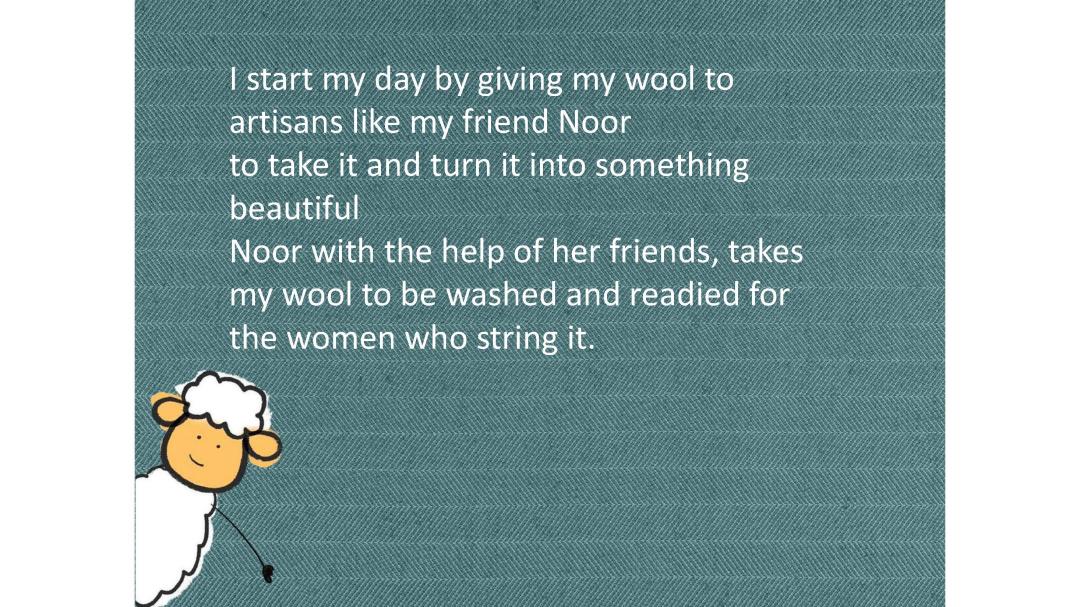 I start my day by giving my wool to
artisans like my friend Noor
to take it and turn it into something
beautiful
Noor with the help of her friends, takes
my wool to be washed and readied for
the women who string it.